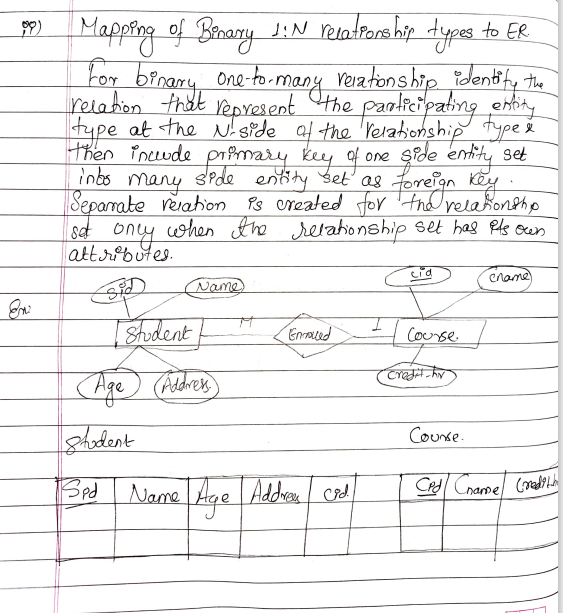 ii) Mapping of Binary 1:N relationship types to ER.
For binary one-to-many relationship identify the
relation that represent the participating entity
type at the N-side of the relationship type &
then include primary key of one side entity set
into many side entity set as foreign key.
Separate relation is created for the relationship
set only when the relationship set has its own
attributes.
Sid Name cid cname
Ex:
Student M Enrolled 1 Course
Age Address credit-hr
Student Course.
Sid Name Age Address cid Cid Cname Credit-hr